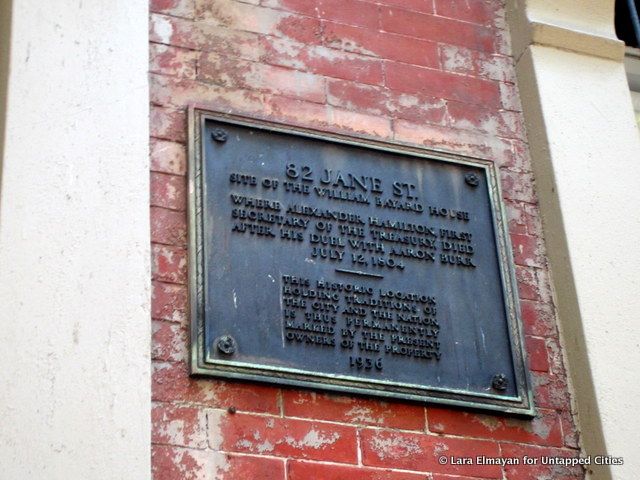 82 JANE ST.
SITE OF THE WILLIAM BAYARD HOUSE
WHERE ALEXANDER HAMILTON, FIRST
SECRETARY OF THE TREASURY, DIED
AFTER HIS DUEL WITH AARON BURR
JULY 12, 1804
THIS HISTORIC LOCATION
HOLDING TRADITIONS OF
THE CITY AND THE NATION
IS THUS PERMANENTLY
MARKED BY THE PRESENT
OWNERS OF THE PROPERTY
1936
© Lara Elmayan for Untapped Cities